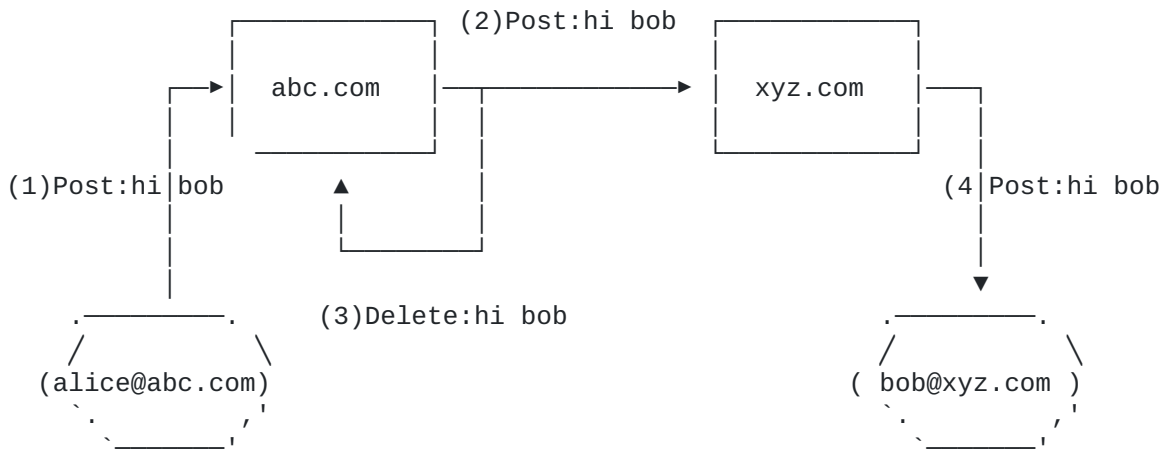 (2)Post:hi bob
abc.com
xyz.com
(1)Post:hi bob
(4 Post:hi bob
(3)Delete:hi bob
(alice@abc.com)
( bob@xyz.com )